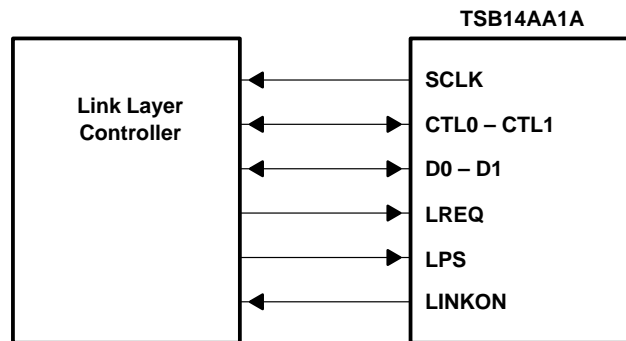 TSB14AA1A
Link Layer
Controller
SCLK
CTL0 – CTL1
D0 – D1
LREQ
LPS
LINKON